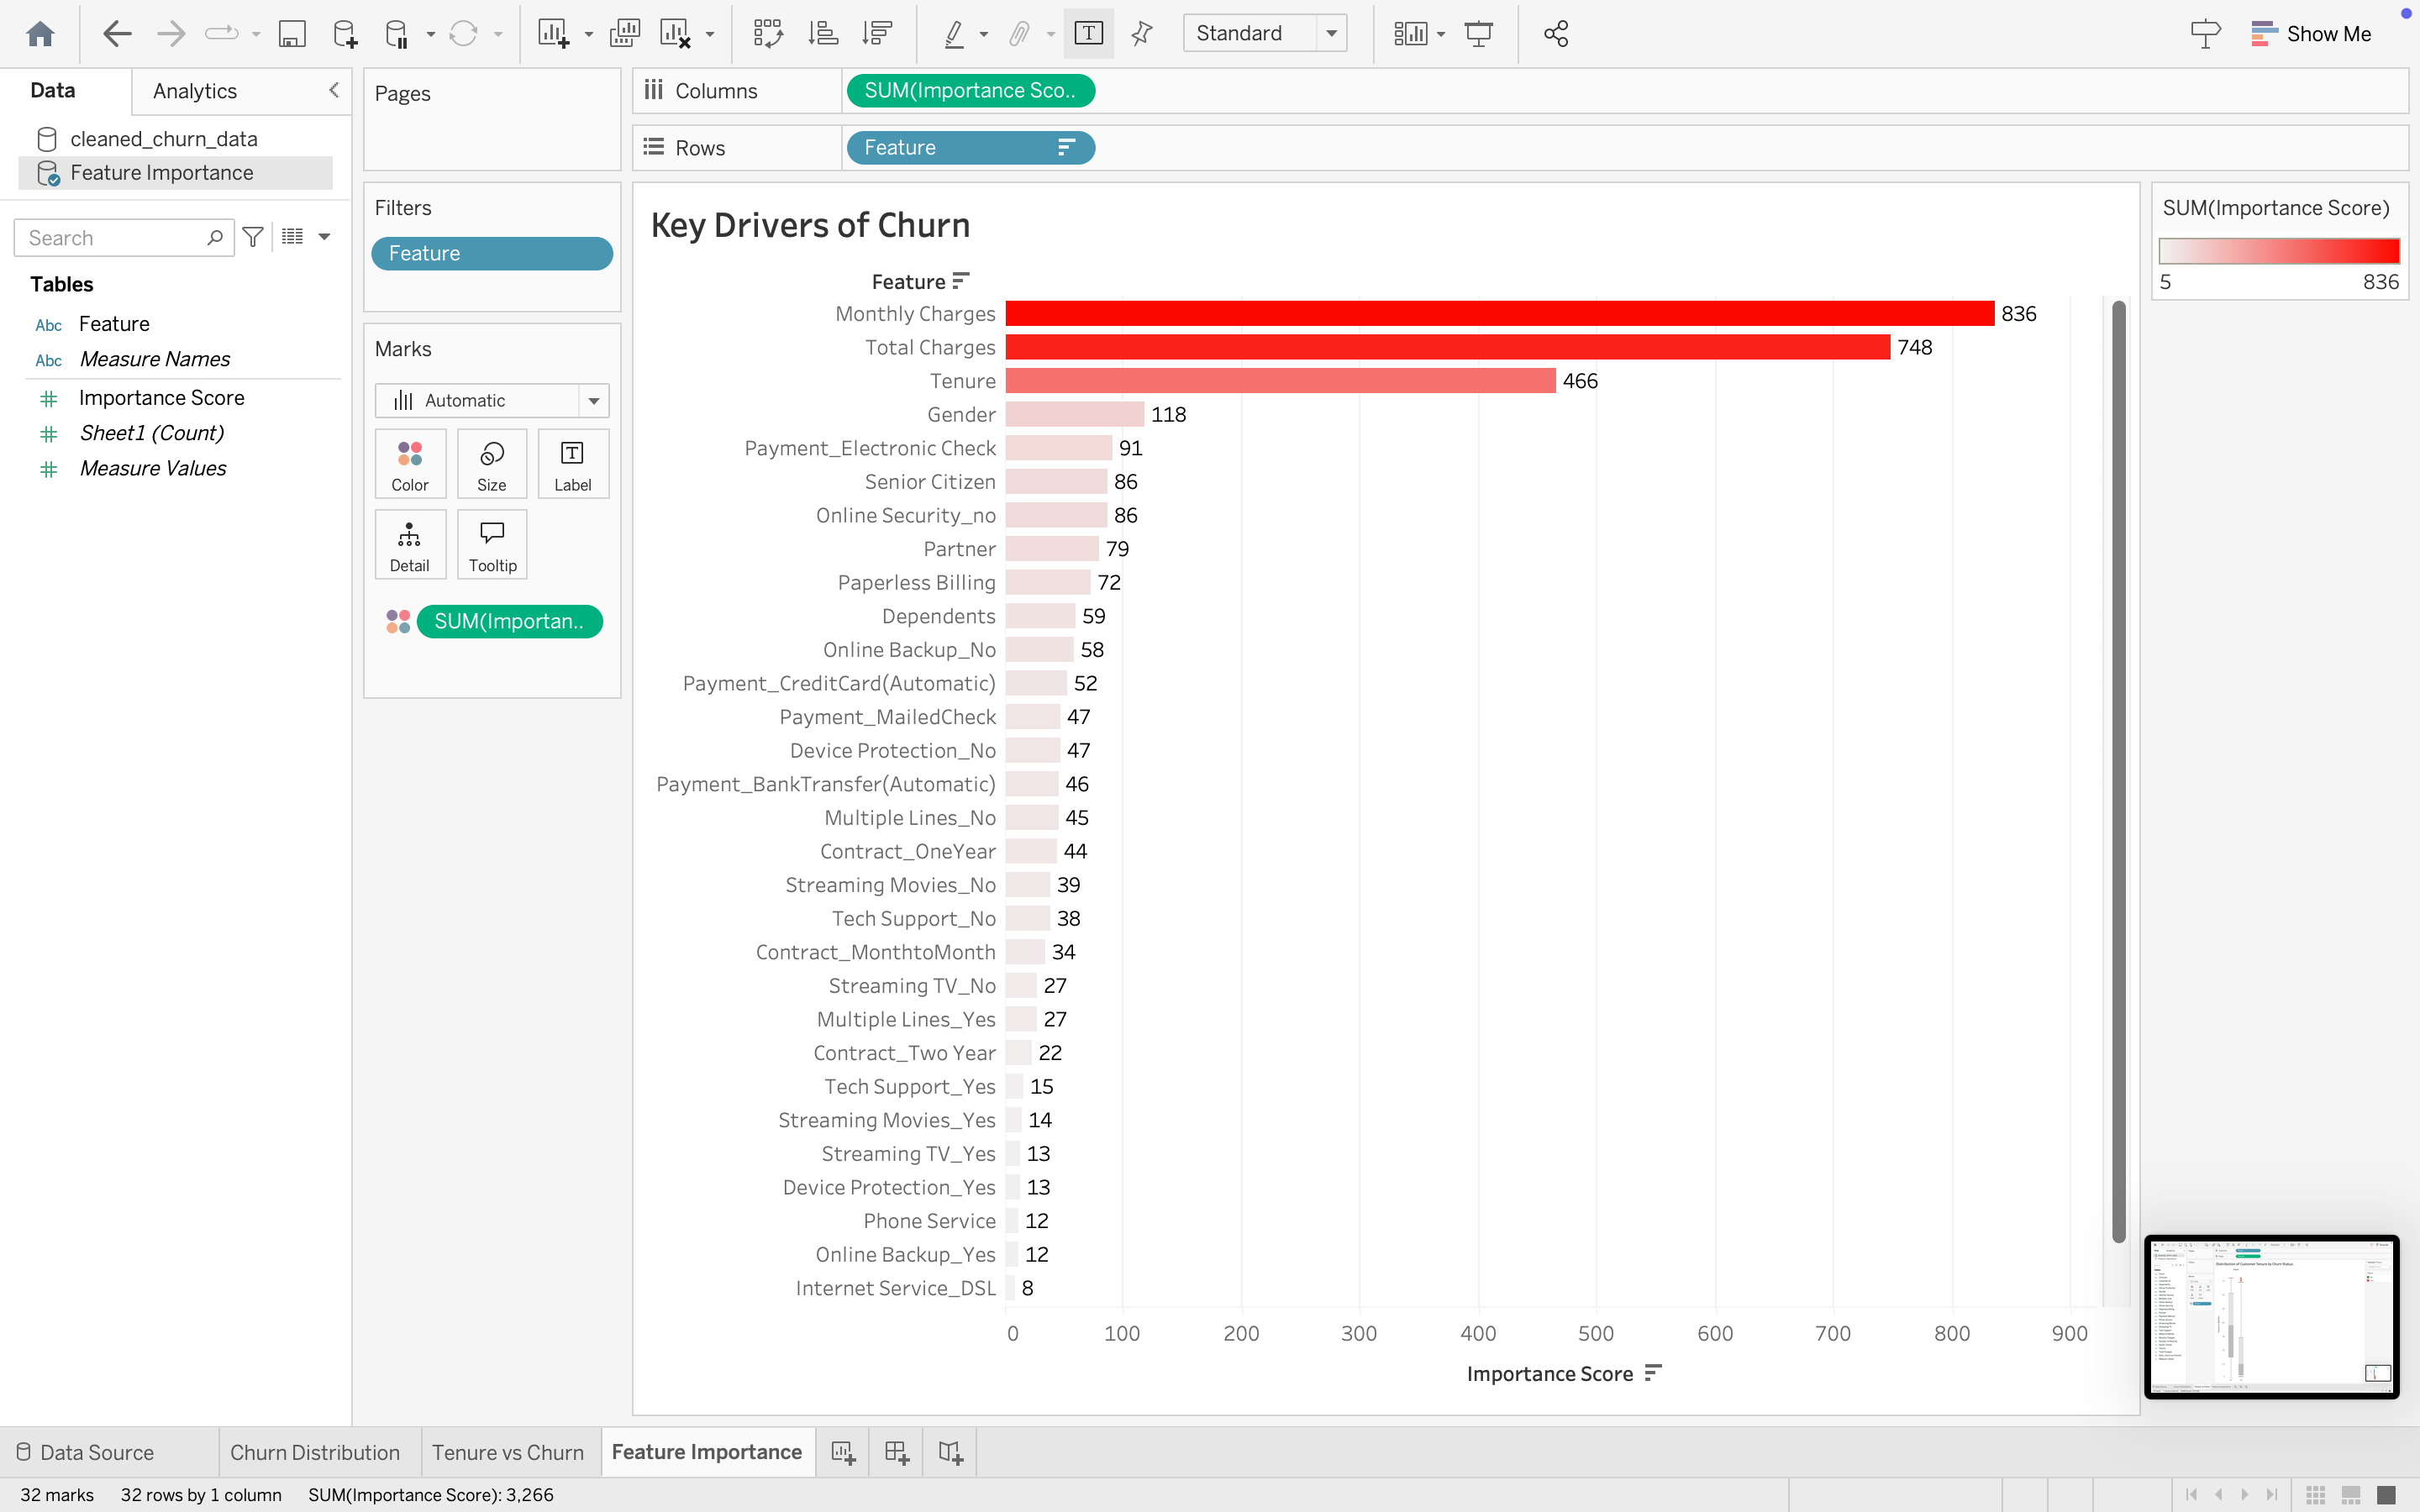 Standard
Show Me
Data
Analytics
cleaned_churn_data
Feature Importance
Search
Tables
Abc Feature
Abc Measure Names
Importance Score
Sheet1 (Count)
Measure Values
Pages
Filters
Feature
Marks
Automatic
Color
Size
T
Label
Detail
Tooltip
SUM(Importan..
Columns
SUM(Importance Sco..
Rows
Feature
Key Drivers of Churn
Feature
Monthly Charges 836
Total Charges 748
Tenure 466
Gender 118
Payment_Electronic Check 91
Senior Citizen 86
Online Security_no 86
Partner 79
Paperless Billing 72
Dependents 59
Online Backup_No 58
Payment_CreditCard(Automatic) 52
Payment_MailedCheck 47
Device Protection_No 47
Payment_BankTransfer(Automatic) 46
Multiple Lines_No 45
Contract_OneYear 44
Streaming Movies_No 39
Tech Support_No 38
Contract_MonthtoMonth 34
Streaming TV_No 27
Multiple Lines_Yes 27
Contract_Two Year 22
Tech Support_Yes 15
Streaming Movies_Yes 14
Streaming TV_Yes 13
Device Protection_Yes 13
Phone Service 12
Online Backup_Yes 12
Internet Service_DSL 8
0 100 200 300 400 500 600 700 800 900
Importance Score
SUM(Importance Score)
5 836
Data Source
Churn Distribution
Tenure vs Churn
Feature Importance
32 marks 32 rows by 1 column SUM(Importance Score): 3,266